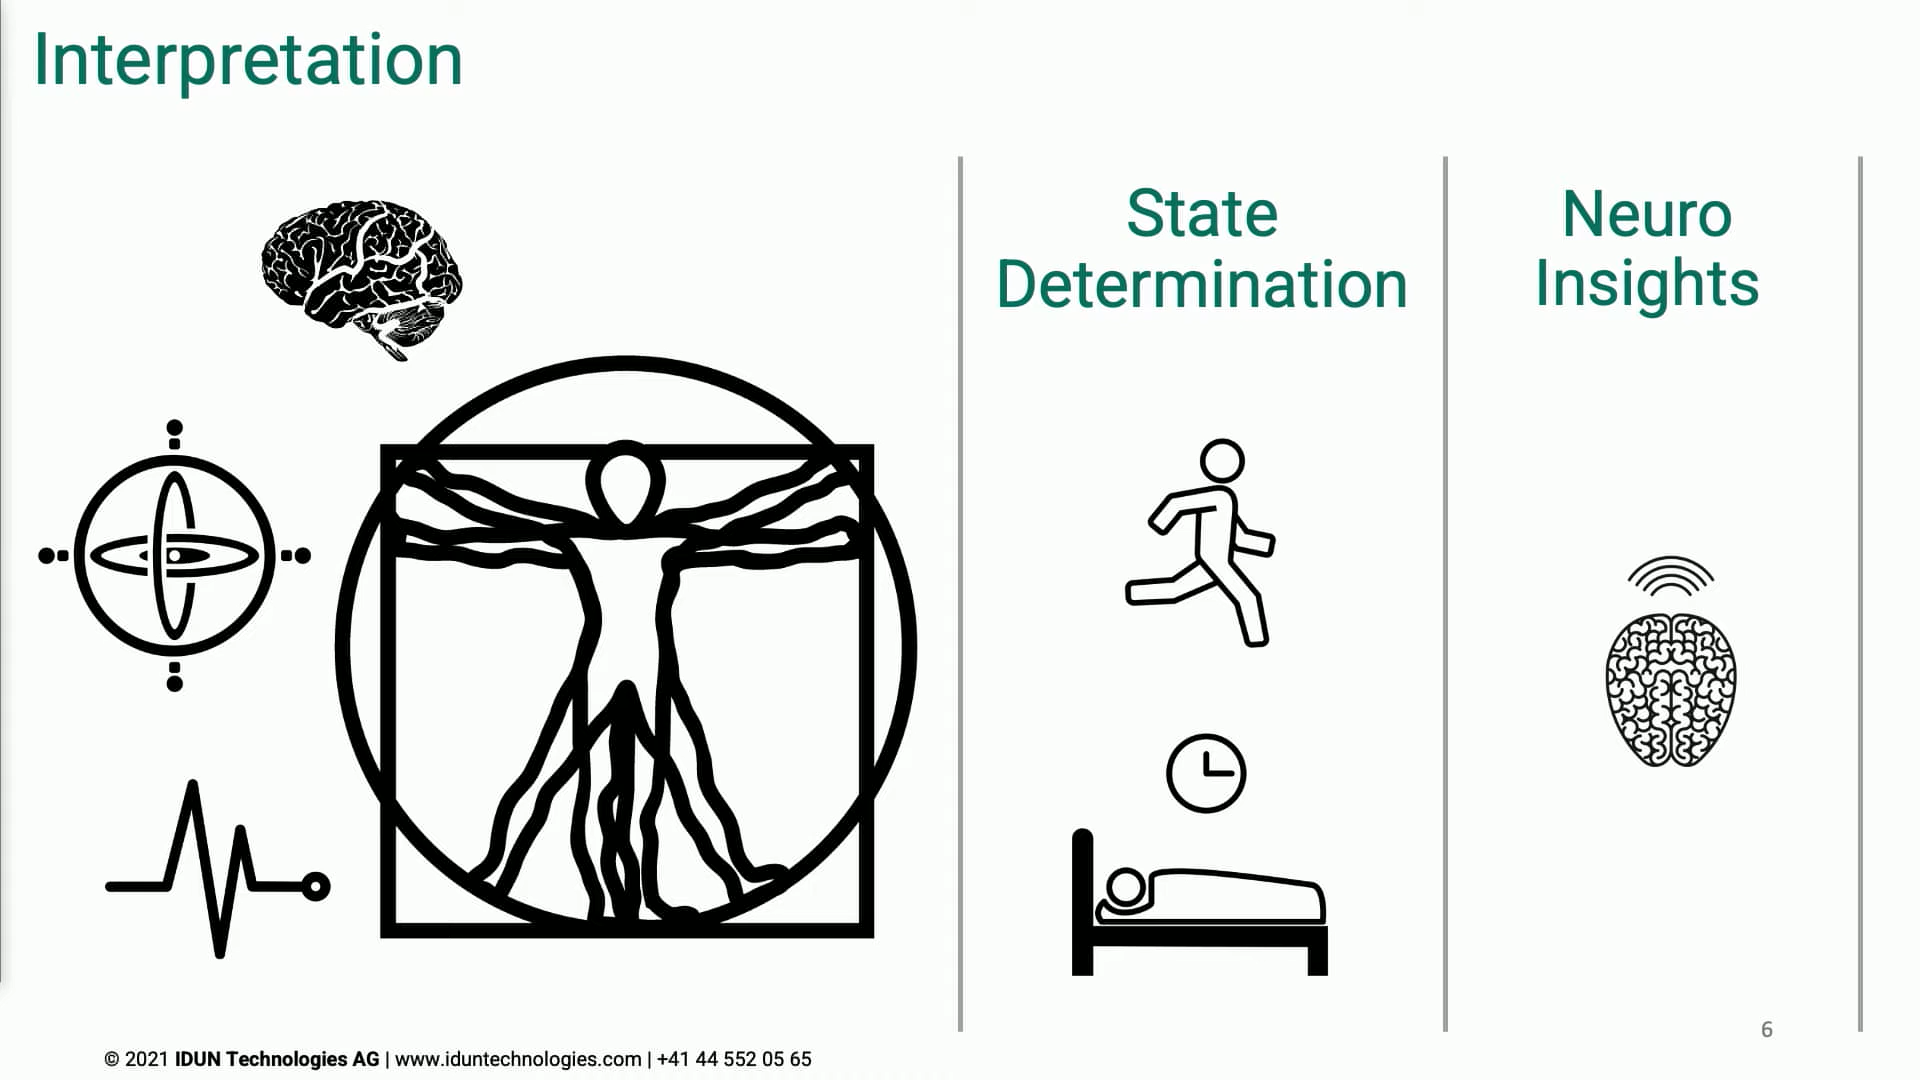 Interpretation
State
Determination
Neuro
Insights
6
© 2021 IDUN Technologies AG | www.iduntechnologies.com | +41 44 552 05 65